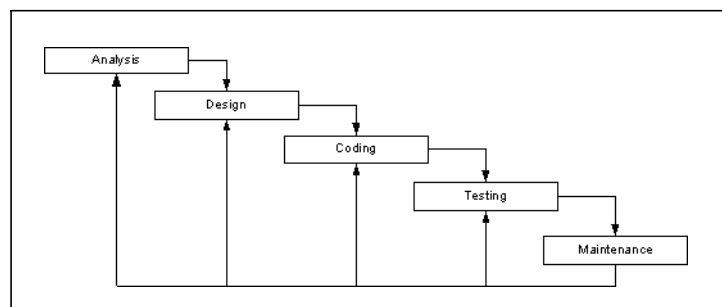 Analysis
Design
Coding
Testing
Maintenance